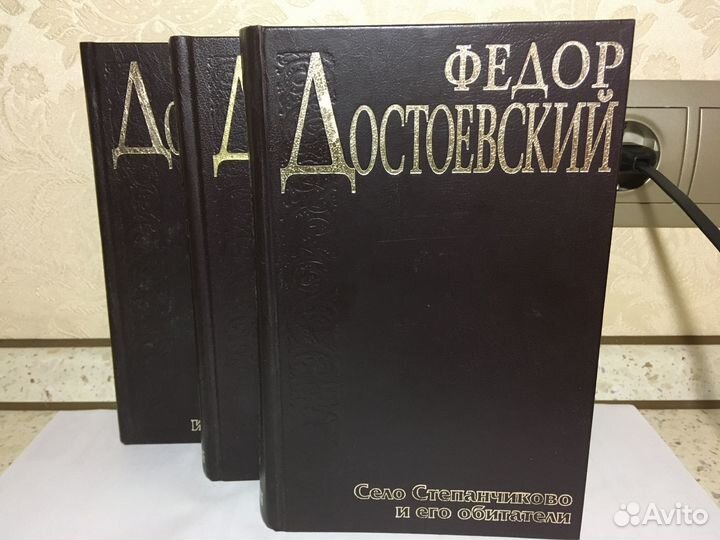 ФЕДОР
ДОСТОЕВСКИЙ
Село Степанчиково
и его обитатели
Avito